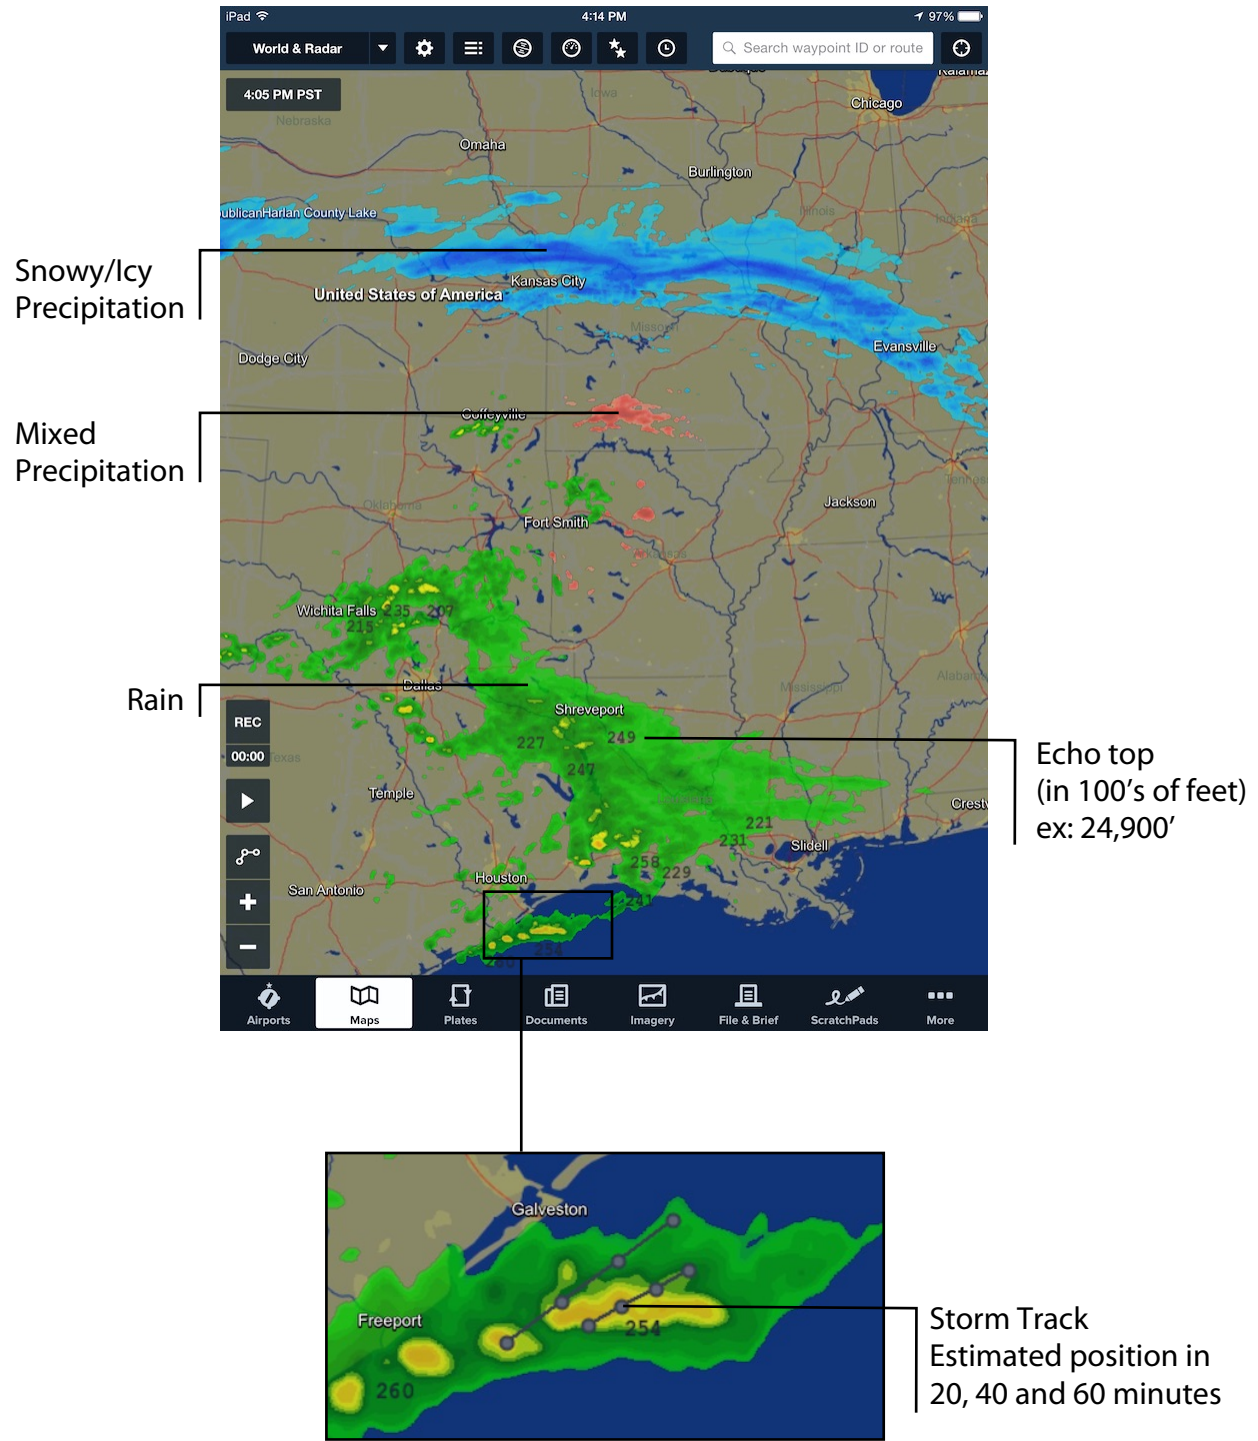 iPad
4:14 PM
97%
World & Radar
Search waypoint ID or route
4:05 PM PST
Iowa
Chicago
Nebraska
Omaha
Burlington
Harlan County Lake
Illinois
Indiana
Snowy/Icy
Precipitation
Kansas City
United States of America
Missouri
Evansville
Dodge City
Coffeyville
Mixed
Precipitation
Jackson
Oklahoma
Fort Smith
Arkansas
Wichita Falls
235
207
215
Alabama
Dallas
Mississippi
Rain
Shreveport
REC
227
249
00:00
Texas
247
Echo top
(in 100's of feet)
ex: 24,900'
Temple
221
231
Slidell
258
229
Houston
San Antonio
241
254
260
Airports
Maps
Plates
Documents
Imagery
File & Brief
ScratchPads
More
Galveston
Freeport
254
260
Storm Track
Estimated position in
20, 40 and 60 minutes